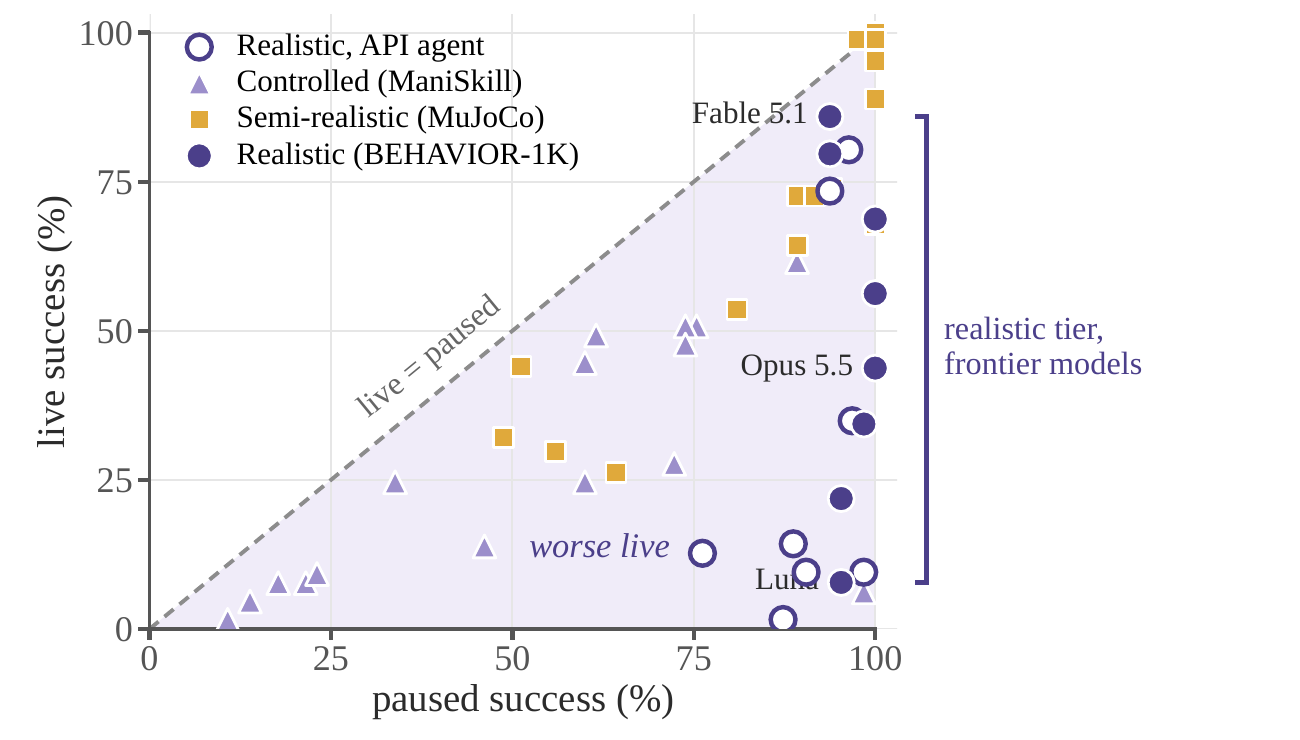 100
Realistic, API agent
Controlled (ManiSkill)
Semi-realistic (MuJoCo)
Realistic (BEHAVIOR-1K)
Fable 5.1
75
live = paused
50
realistic tier,
frontier models
Opus 5.5
live success (%)
25
worse live
Luna
0
0 25 50 75 100
paused success (%)